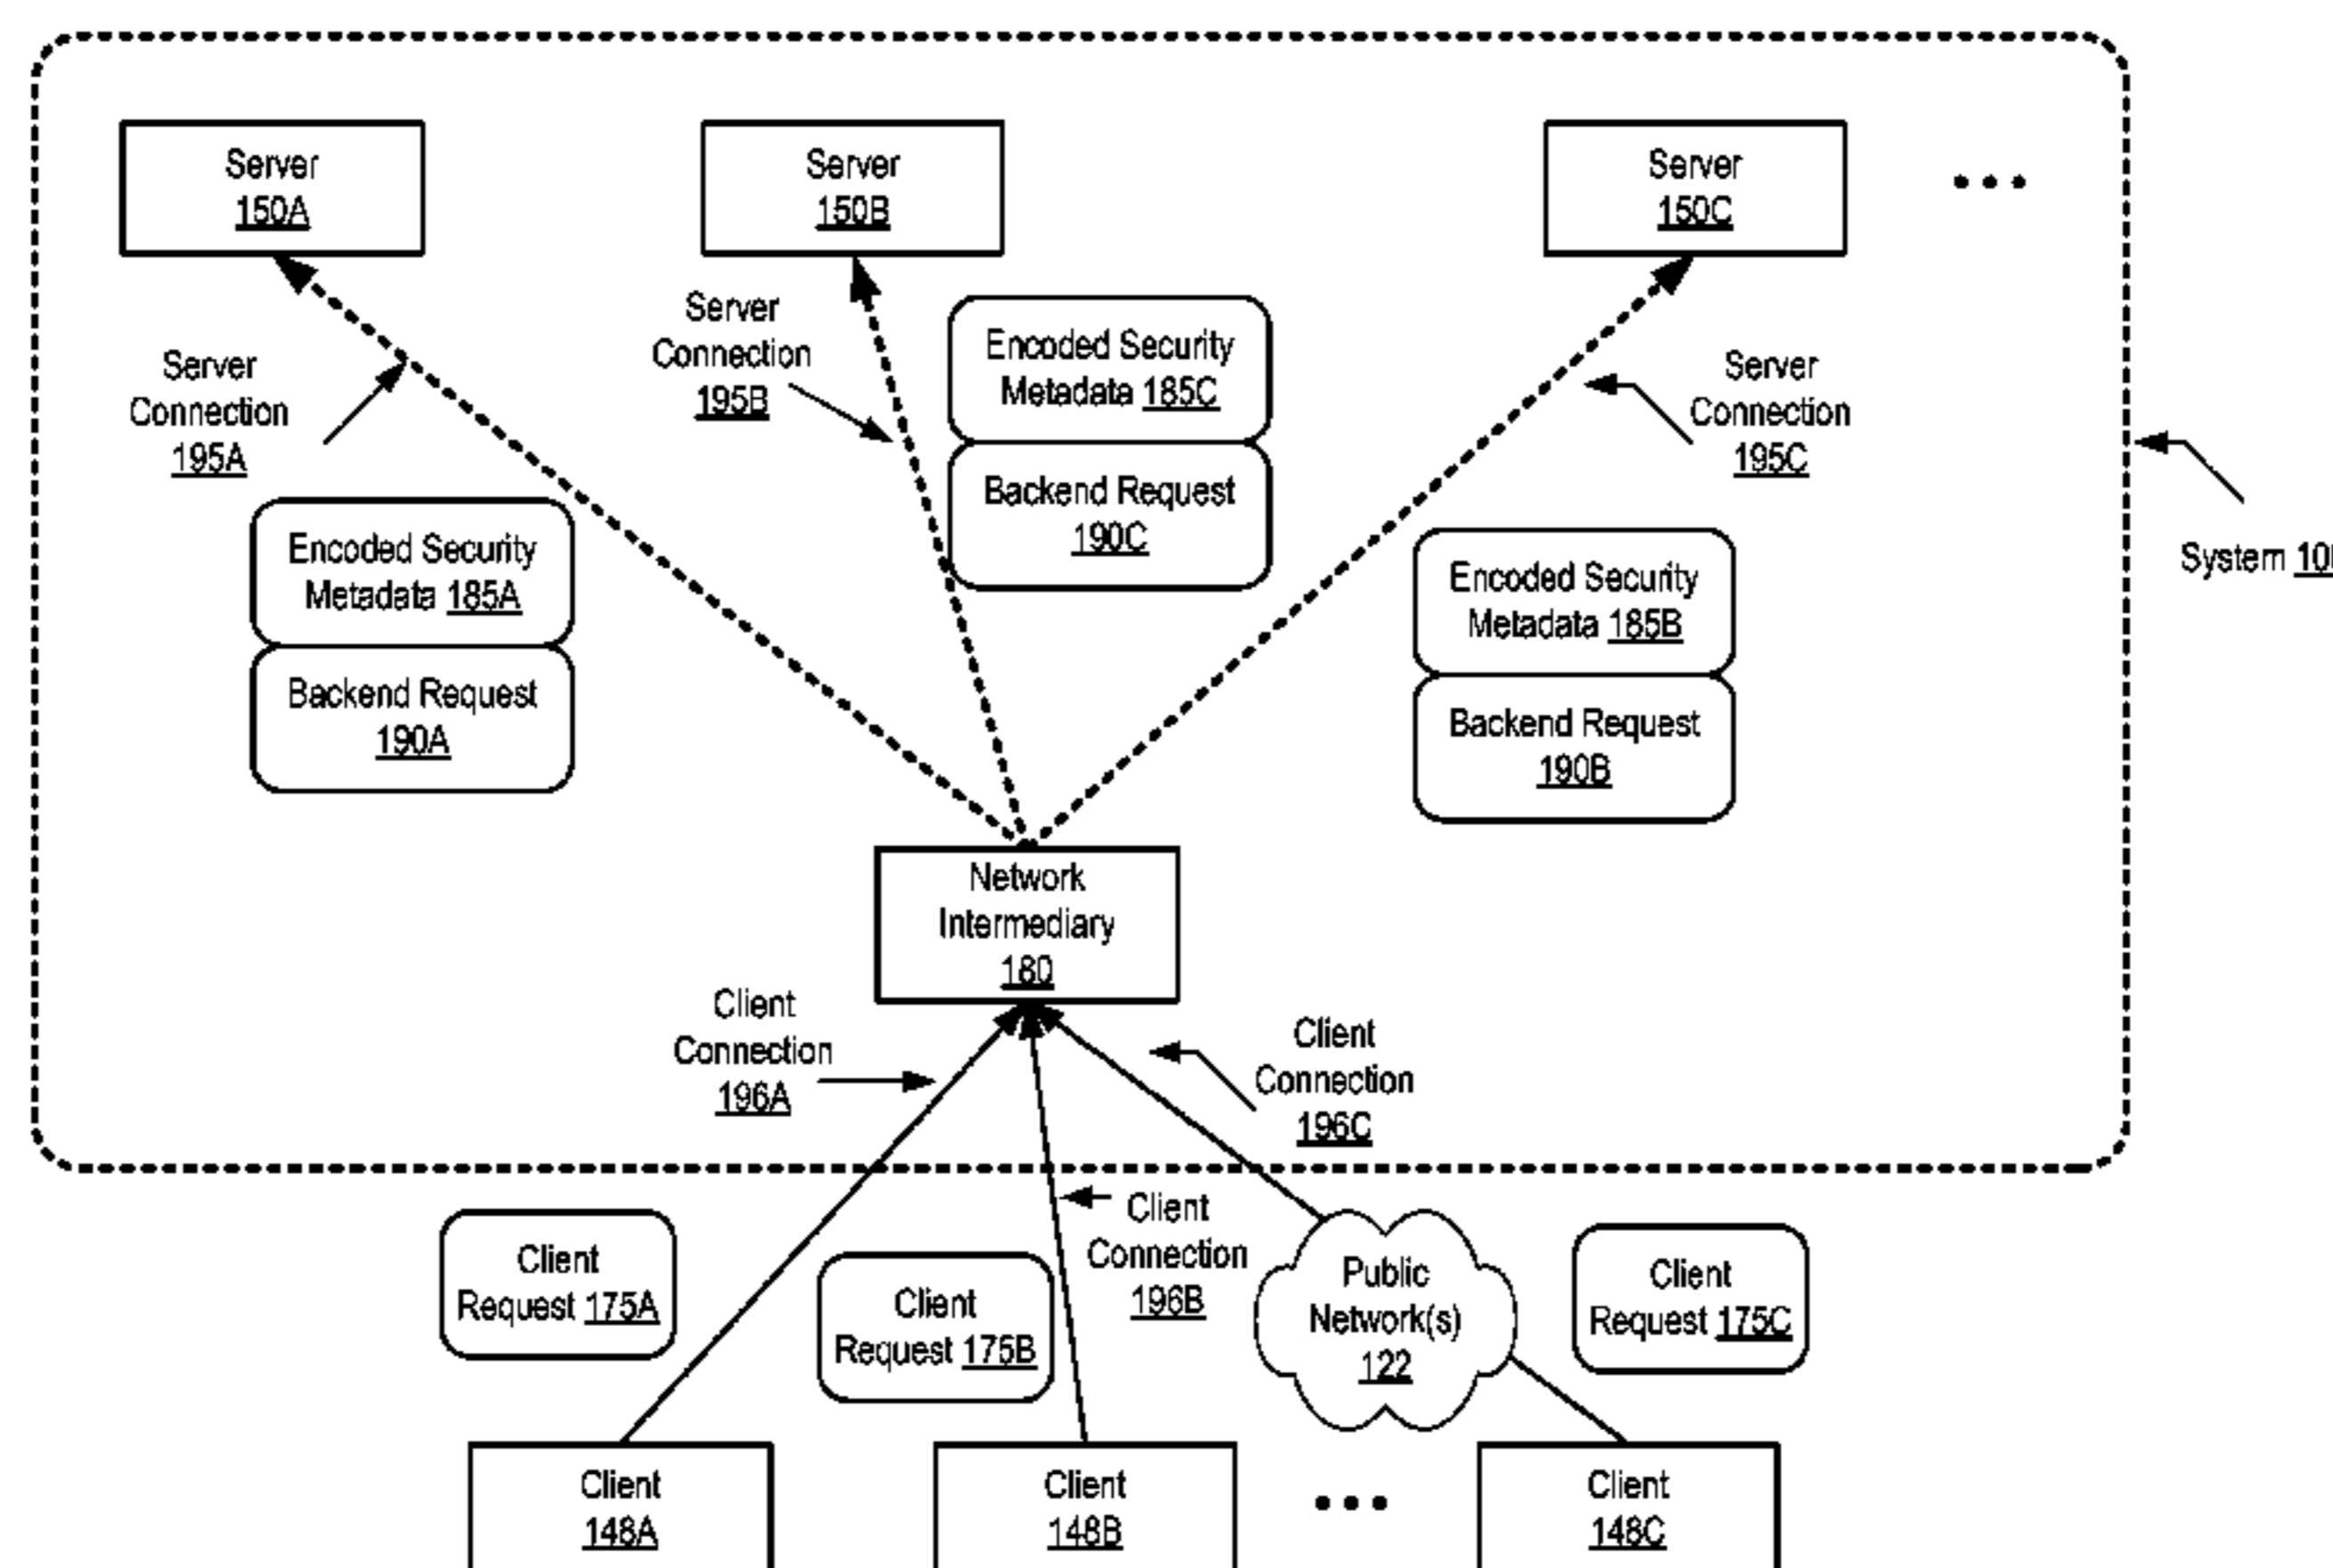 Server
150A
Server
150B
Server
150C
Server
Connection
195A
Server
Connection
195B
Encoded Security
Metadata 185C
Backend Request
190C
Server
Connection
195C
Encoded Security
Metadata 185A
Backend Request
190A
Encoded Security
Metadata 185B
Backend Request
190B
System
Network
Intermediary
180
Client
Connection
196A
Client
Connection
196C
Client
Connection
196B
Client
Request 175A
Client
Request 175B
Public
Network(s)
122
Client
Request 175C
Client
148A
Client
148B
Client
148C